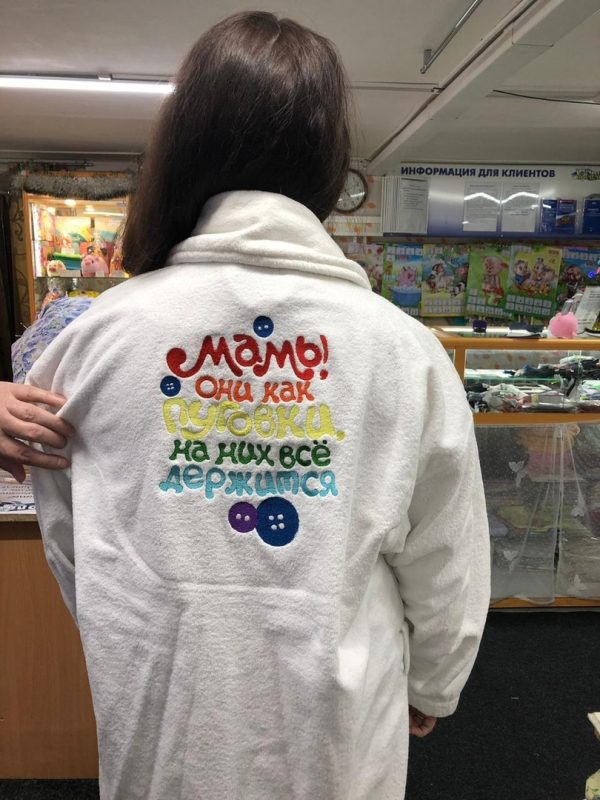 ИНФОРМАЦИЯ ДЛЯ КЛИЕНТОВ
Мамы!
они как
пуговки,
на них всё
держится